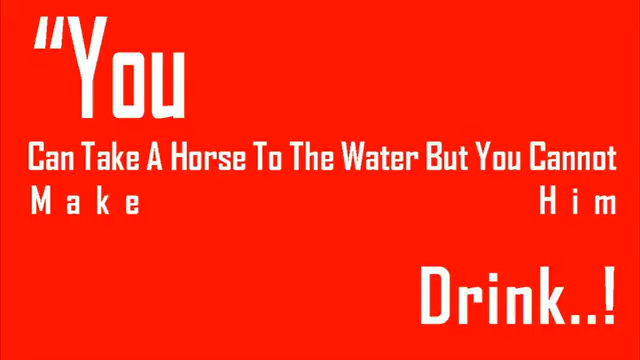 “You
Can Take A Horse To The Water But You Cannot
Make Him
Drink..!